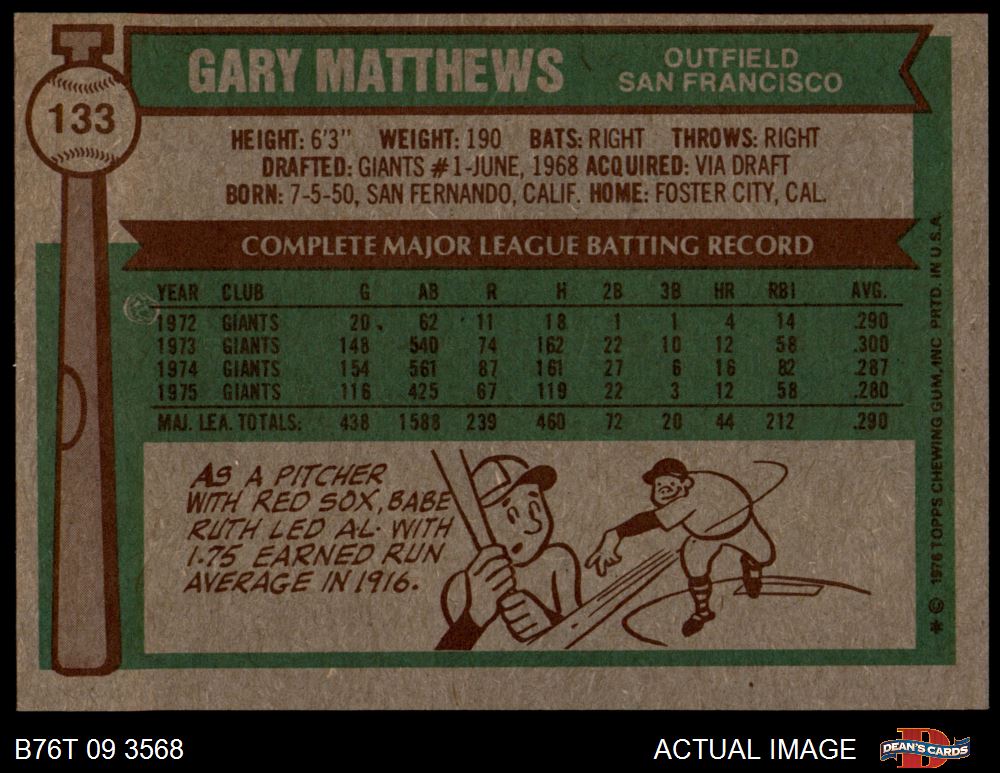 133
GARY MATTHEWS
OUTFIELD
SAN FRANCISCO
HEIGHT: 6'3" WEIGHT: 190 BATS: RIGHT THROWS: RIGHT
DRAFTED: GIANTS #1-JUNE, 1968 ACQUIRED: VIA DRAFT
BORN: 7-5-50, SAN FERNANDO, CALIF. HOME: FOSTER CITY, CAL.
COMPLETE MAJOR LEAGUE BATTING RECORD
YEAR CLUB G AB R H 2B 3B HR RBI AVG.
1972 GIANTS 20 62 11 18 1 1 4 14 .290
1973 GIANTS 148 540 74 162 22 10 12 58 .300
1974 GIANTS 154 561 87 161 27 6 16 82 .287
1975 GIANTS 116 425 67 119 22 3 12 58 .280
MAJ. LEA. TOTALS: 438 1588 239 460 72 20 44 212 .290
AS A PITCHER
WITH RED SOX, BABE
RUTH LED A.L. WITH
1.75 EARNED RUN
AVERAGE IN 1916.
* © 1976 TOPPS CHEWING GUM, INC PRTD. IN U.S.A.
B76T 09 3568
ACTUAL IMAGE
DEAN'S CARDS